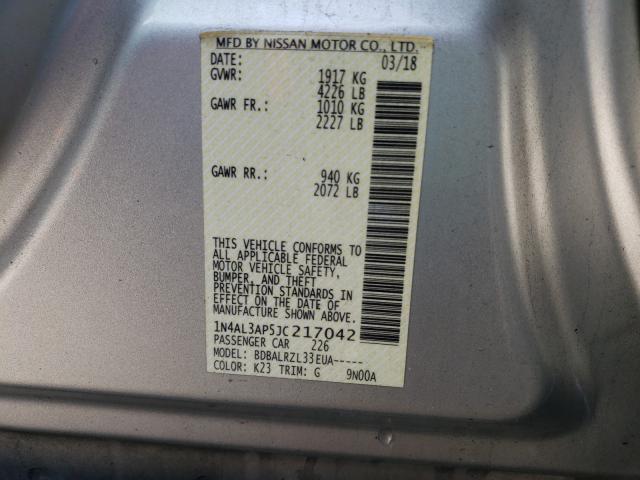 MFD BY NISSAN MOTOR CO., LTD.
DATE: 03/18
GVWR: 1917 KG
4226 LB
GAWR FR.: 1010 KG
2227 LB
GAWR RR.: 940 KG
2072 LB
THIS VEHICLE CONFORMS TO
ALL APPLICABLE FEDERAL
MOTOR VEHICLE SAFETY,
BUMPER, AND THEFT
PREVENTION STANDARDS IN
EFFECT ON THE DATE OF
MANUFACTURE SHOWN ABOVE.
1N4AL3AP5JC217042
PASSENGER CAR 226
MODEL: BDBALRZL33EUA-----
COLOR: K23 TRIM: G 9N00A